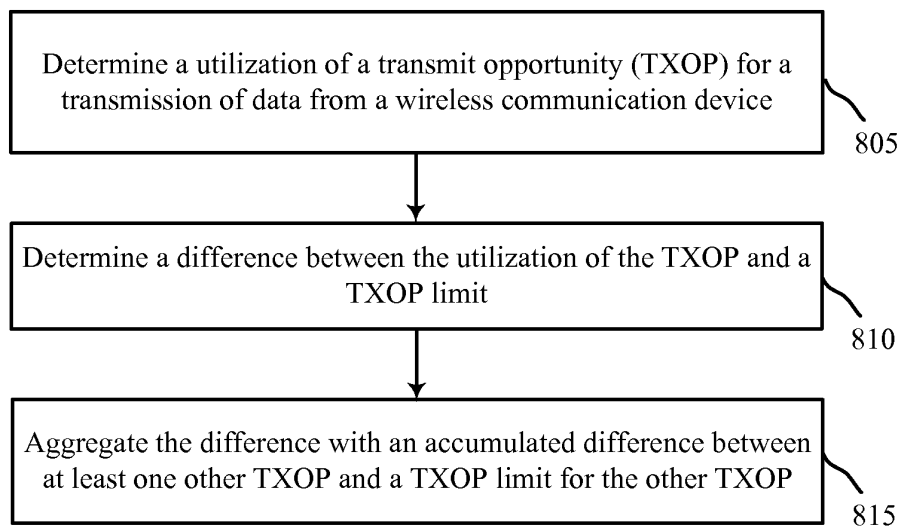 Determine a utilization of a transmit opportunity (TXOP) for a
transmission of data from a wireless communication device
805
Determine a difference between the utilization of the TXOP and a
TXOP limit
810
Aggregate the difference with an accumulated difference between
at least one other TXOP and a TXOP limit for the other TXOP
815